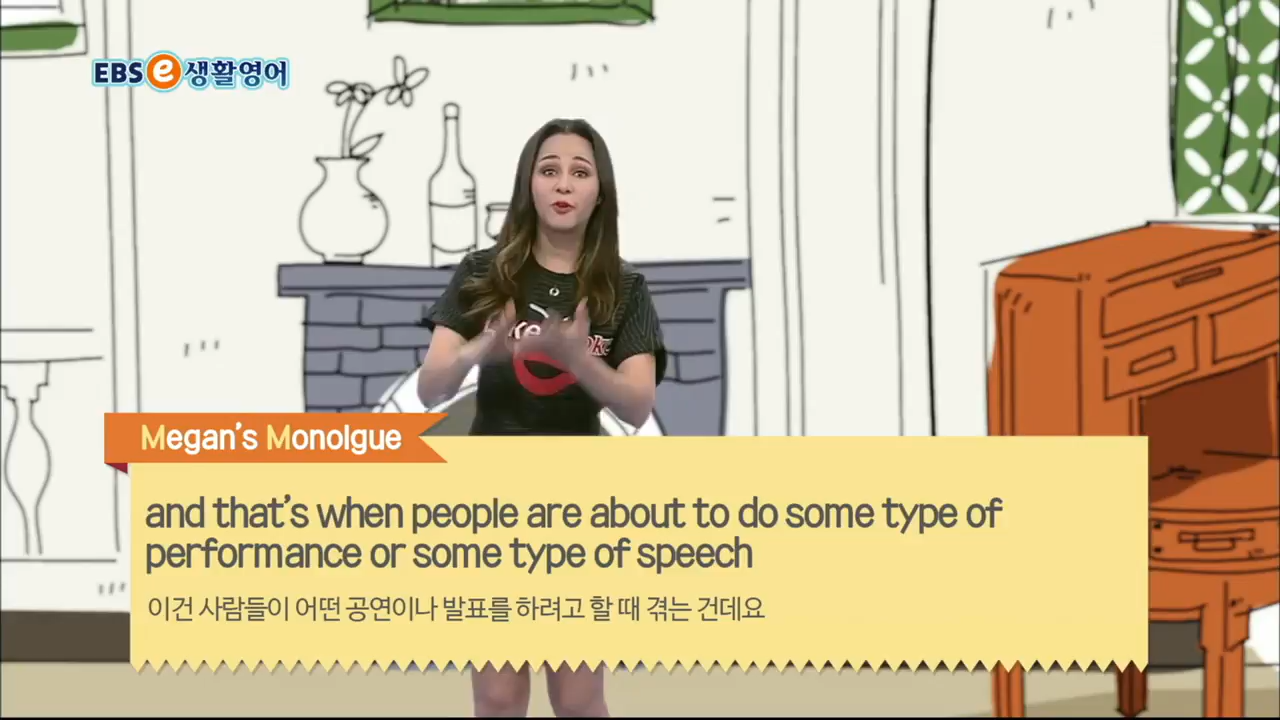 EBS e 생활영어
Megan's Monolgue
and that's when people are about to do some type of
performance or some type of speech
이건 사람들이 어떤 공연이나 발표를 하려고 할 때 겪는 건데요